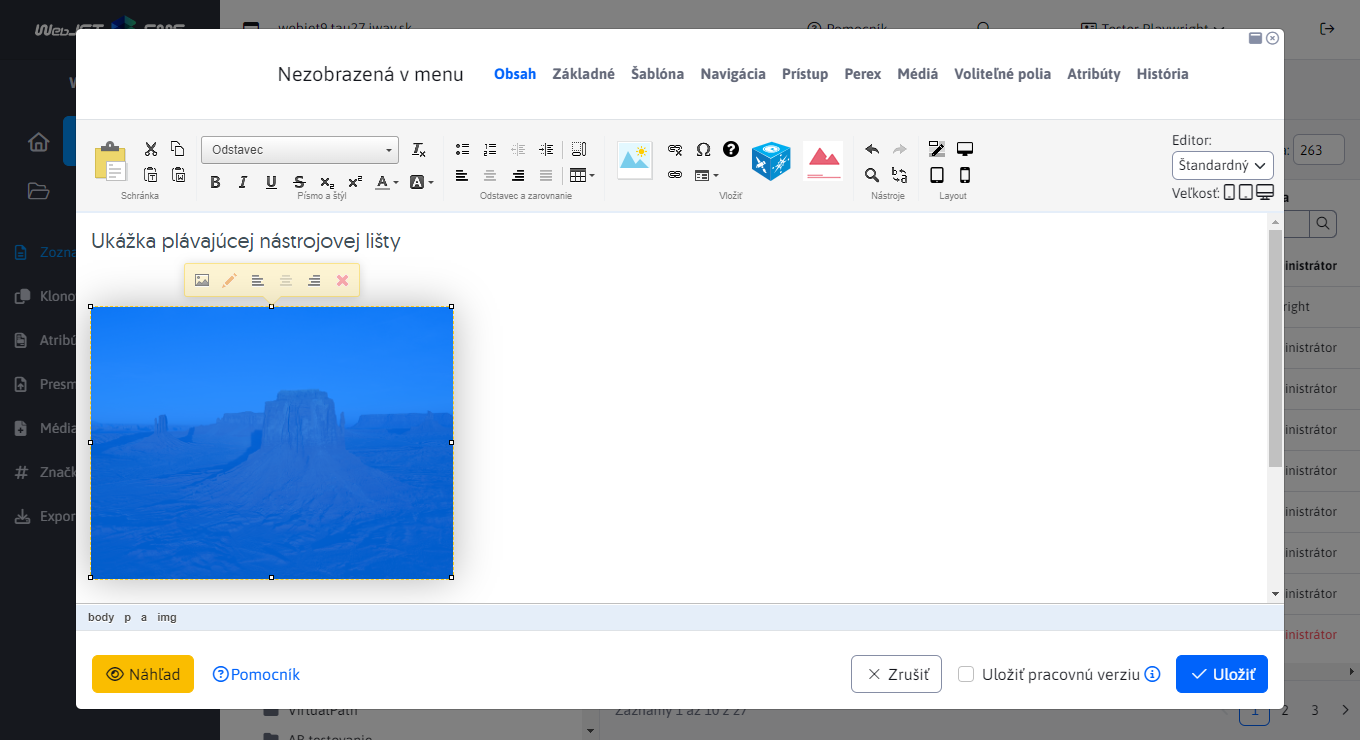 WebJET CMS
webjet9.tau27.iway.sk
Pomocník
Tester Playwright
Nezobrazená v menu
Obsah Základné Šablóna Navigácia Prístup Perex Médiá Voliteľné polia Atribúty História
Odstavec
Schránka
Písmo a štýl
Odstavec a zarovnanie
Vložiť
Nástroje
Layout
Editor:
Štandardný
Veľkosť:
263
Ukážka plávajúcej nástrojovej lišty
Zozna
Klono
Atribú
Presm
Média
Značk
Expor
inistrátor
right
inistrátor
inistrátor
inistrátor
inistrátor
inistrátor
inistrátor
inistrátor
inistrátor
body p a img
Náhľad
Pomocník
Zrušiť
Uložiť pracovnú verziu
Uložiť
VirtualPath
Záznamy 1 až 10 z 27
1 2 3
AB testovanie